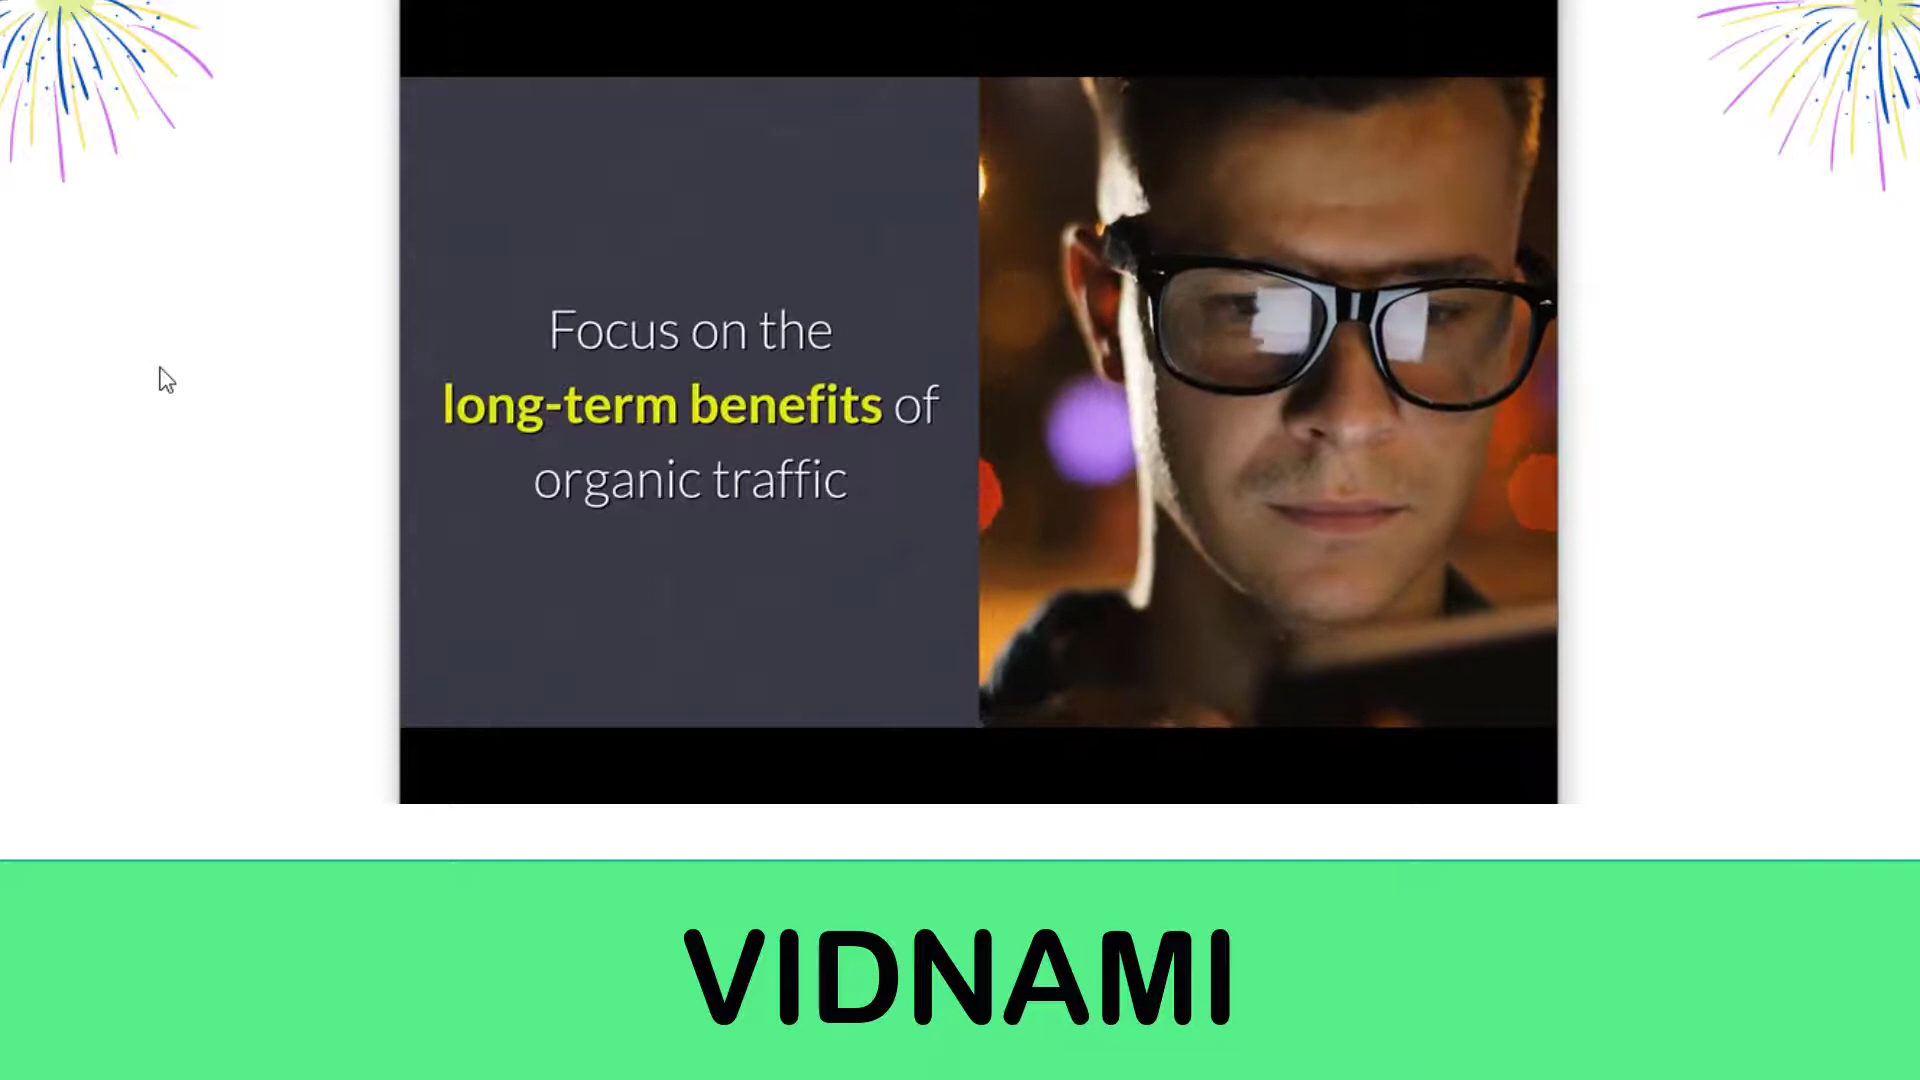 Focus on the
long-term benefits of
organic traffic
VIDNAMI